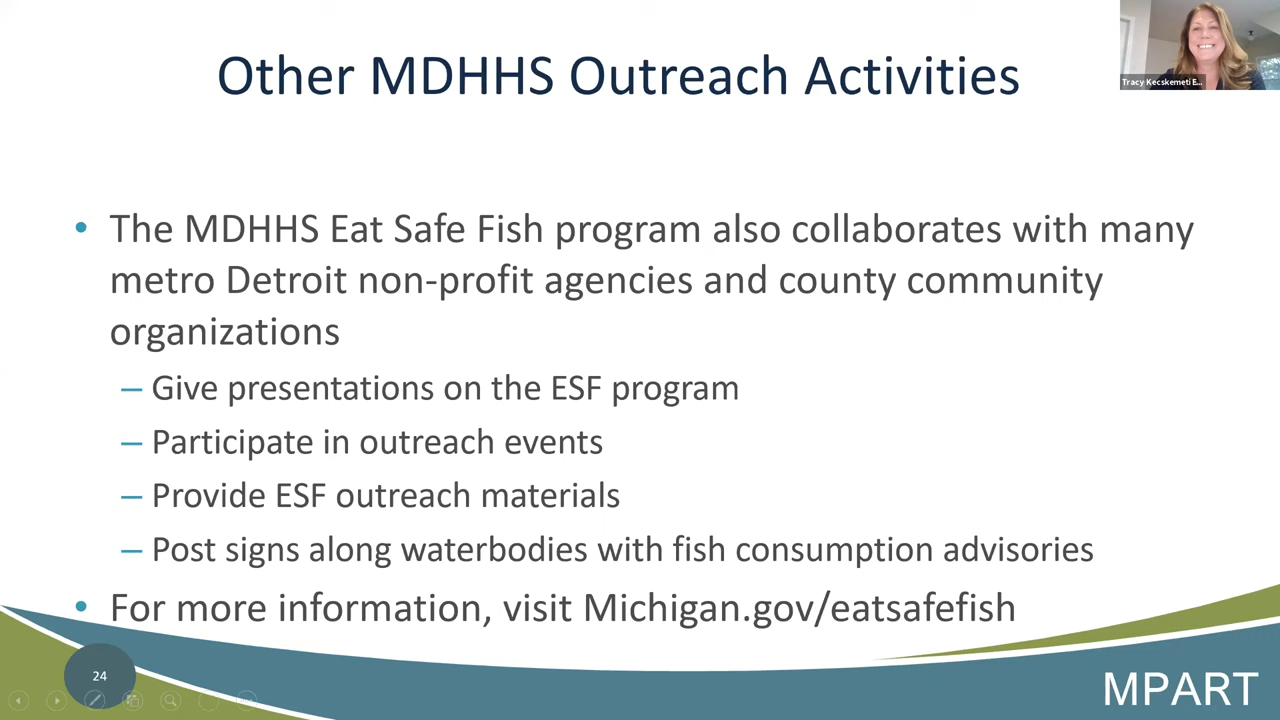 Other MDHHS Outreach Activities
Tracy Kecskemeti E...
• The MDHHS Eat Safe Fish program also collaborates with many
metro Detroit non-profit agencies and county community
organizations
– Give presentations on the ESF program
– Participate in outreach events
– Provide ESF outreach materials
– Post signs along waterbodies with fish consumption advisories
• For more information, visit Michigan.gov/eatsafefish
24
MPART